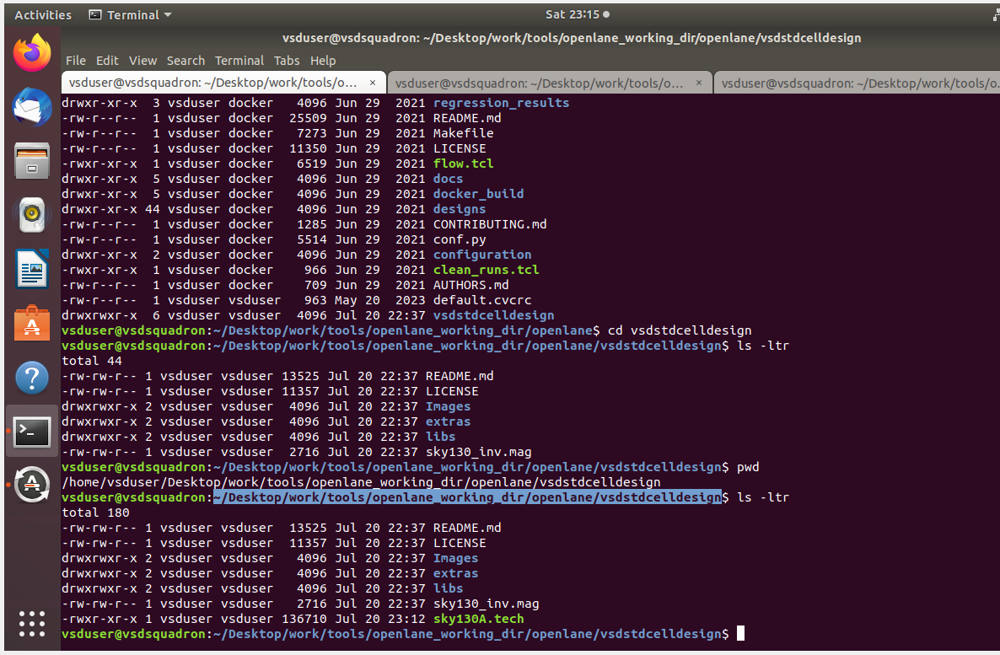 Activities Terminal Sat 23:15
vsduser@vsdsquadron: ~/Desktop/work/tools/openlane_working_dir/openlane/vsdstdcelldesign
File Edit View Search Terminal Tabs Help
vsduser@vsdsquadron: ~/Desktop/work/tools/o... × vsduser@vsdsquadron: ~/Desktop/work/tools/o... × vsduser@vsdsquadron: ~/Desktop/work/tools/o.
drwxr-xr-x  3 vsduser docker   4096 Jun 29  2021 regression_results
-rw-r--r--  1 vsduser docker  25509 Jun 29  2021 README.md
-rw-r--r--  1 vsduser docker   7273 Jun 29  2021 Makefile
-rw-r--r--  1 vsduser docker  11350 Jun 29  2021 LICENSE
-rwxr-xr-x  1 vsduser docker   6519 Jun 29  2021 flow.tcl
drwxr-xr-x  5 vsduser docker   4096 Jun 29  2021 docs
drwxr-xr-x  5 vsduser docker   4096 Jun 29  2021 docker_build
drwxr-xr-x 44 vsduser docker   4096 Jun 29  2021 designs
-rw-r--r--  1 vsduser docker   1285 Jun 29  2021 CONTRIBUTING.md
-rw-r--r--  1 vsduser docker   5514 Jun 29  2021 conf.py
drwxr-xr-x  2 vsduser docker   4096 Jun 29  2021 configuration
-rwxr-xr-x  1 vsduser docker    966 Jun 29  2021 clean_runs.tcl
-rw-r--r--  1 vsduser docker    709 Jun 29  2021 AUTHORS.md
-rw-r--r--  1 vsduser vsduser   963 May 20  2023 default.cvcrc
drwxrwxr-x  6 vsduser vsduser  4096 Jul 20 22:37 vsdstdcelldesign
vsduser@vsdsquadron:~/Desktop/work/tools/openlane_working_dir/openlane$ cd vsdstdcelldesign
vsduser@vsdsquadron:~/Desktop/work/tools/openlane_working_dir/openlane/vsdstdcelldesign$ ls -ltr
total 44
-rw-rw-r-- 1 vsduser vsduser 13525 Jul 20 22:37 README.md
-rw-rw-r-- 1 vsduser vsduser 11357 Jul 20 22:37 LICENSE
drwxrwxr-x 2 vsduser vsduser  4096 Jul 20 22:37 Images
drwxrwxr-x 2 vsduser vsduser  4096 Jul 20 22:37 extras
drwxrwxr-x 2 vsduser vsduser  4096 Jul 20 22:37 libs
-rw-rw-r-- 1 vsduser vsduser  2716 Jul 20 22:37 sky130_inv.mag
vsduser@vsdsquadron:~/Desktop/work/tools/openlane_working_dir/openlane/vsdstdcelldesign$ pwd
/home/vsduser/Desktop/work/tools/openlane_working_dir/openlane/vsdstdcelldesign
vsduser@vsdsquadron:~/Desktop/work/tools/openlane_working_dir/openlane/vsdstdcelldesign$ ls -ltr
total 180
-rw-rw-r-- 1 vsduser vsduser  13525 Jul 20 22:37 README.md
-rw-rw-r-- 1 vsduser vsduser  11357 Jul 20 22:37 LICENSE
drwxrwxr-x 2 vsduser vsduser   4096 Jul 20 22:37 Images
drwxrwxr-x 2 vsduser vsduser   4096 Jul 20 22:37 extras
drwxrwxr-x 2 vsduser vsduser   4096 Jul 20 22:37 libs
-rw-rw-r-- 1 vsduser vsduser   2716 Jul 20 22:37 sky130_inv.mag
-rwxr-xr-x 1 vsduser vsduser 136710 Jul 20 23:12 sky130A.tech
vsduser@vsdsquadron:~/Desktop/work/tools/openlane_working_dir/openlane/vsdstdcelldesign$